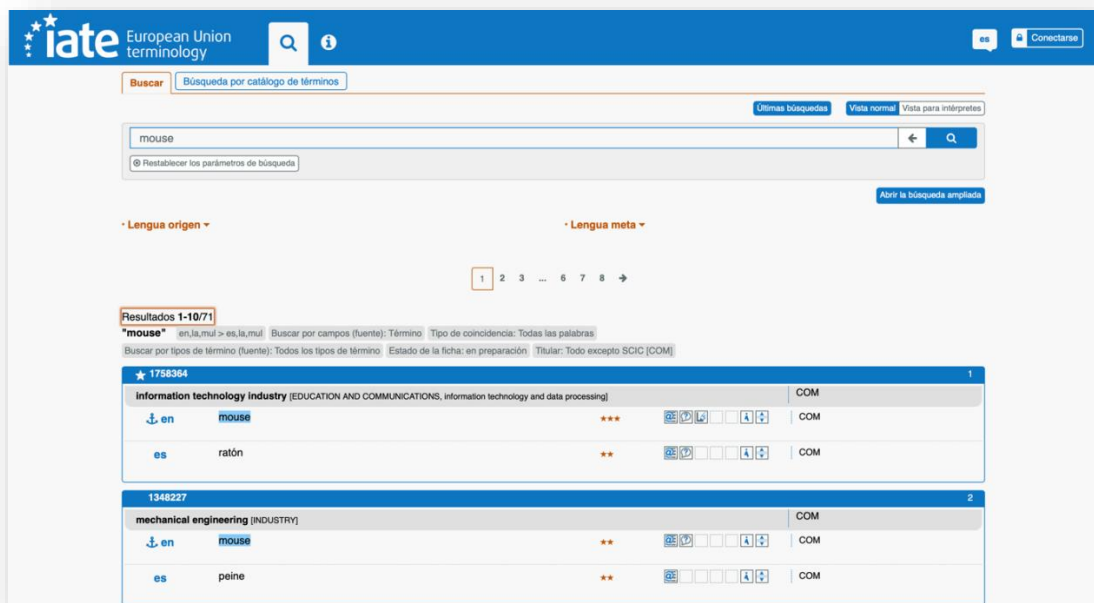 iate European Union terminology
es Conectarse
Buscar Búsqueda por catálogo de términos
Últimas búsquedas Vista normal Vista para intérpretes
mouse
Restablecer los parámetros de búsqueda
Abrir la búsqueda ampliada
Lengua origen Lengua meta
1 2 3 ... 6 7 8 →
Resultados 1-10/71
"mouse" en,la,mul > es,la,mul Buscar por campos (fuente): Término Tipo de coincidencia: Todas las palabras
Buscar por tipos de término (fuente): Todos los tipos de término Estado de la ficha: en preparación Titular: Todo excepto SCIC [COM]
1758364 1
information technology industry [EDUCATION AND COMMUNICATIONS, information technology and data processing] COM
en mouse COM
es ratón COM
1348227 2
mechanical engineering [INDUSTRY] COM
en mouse COM
es peine COM